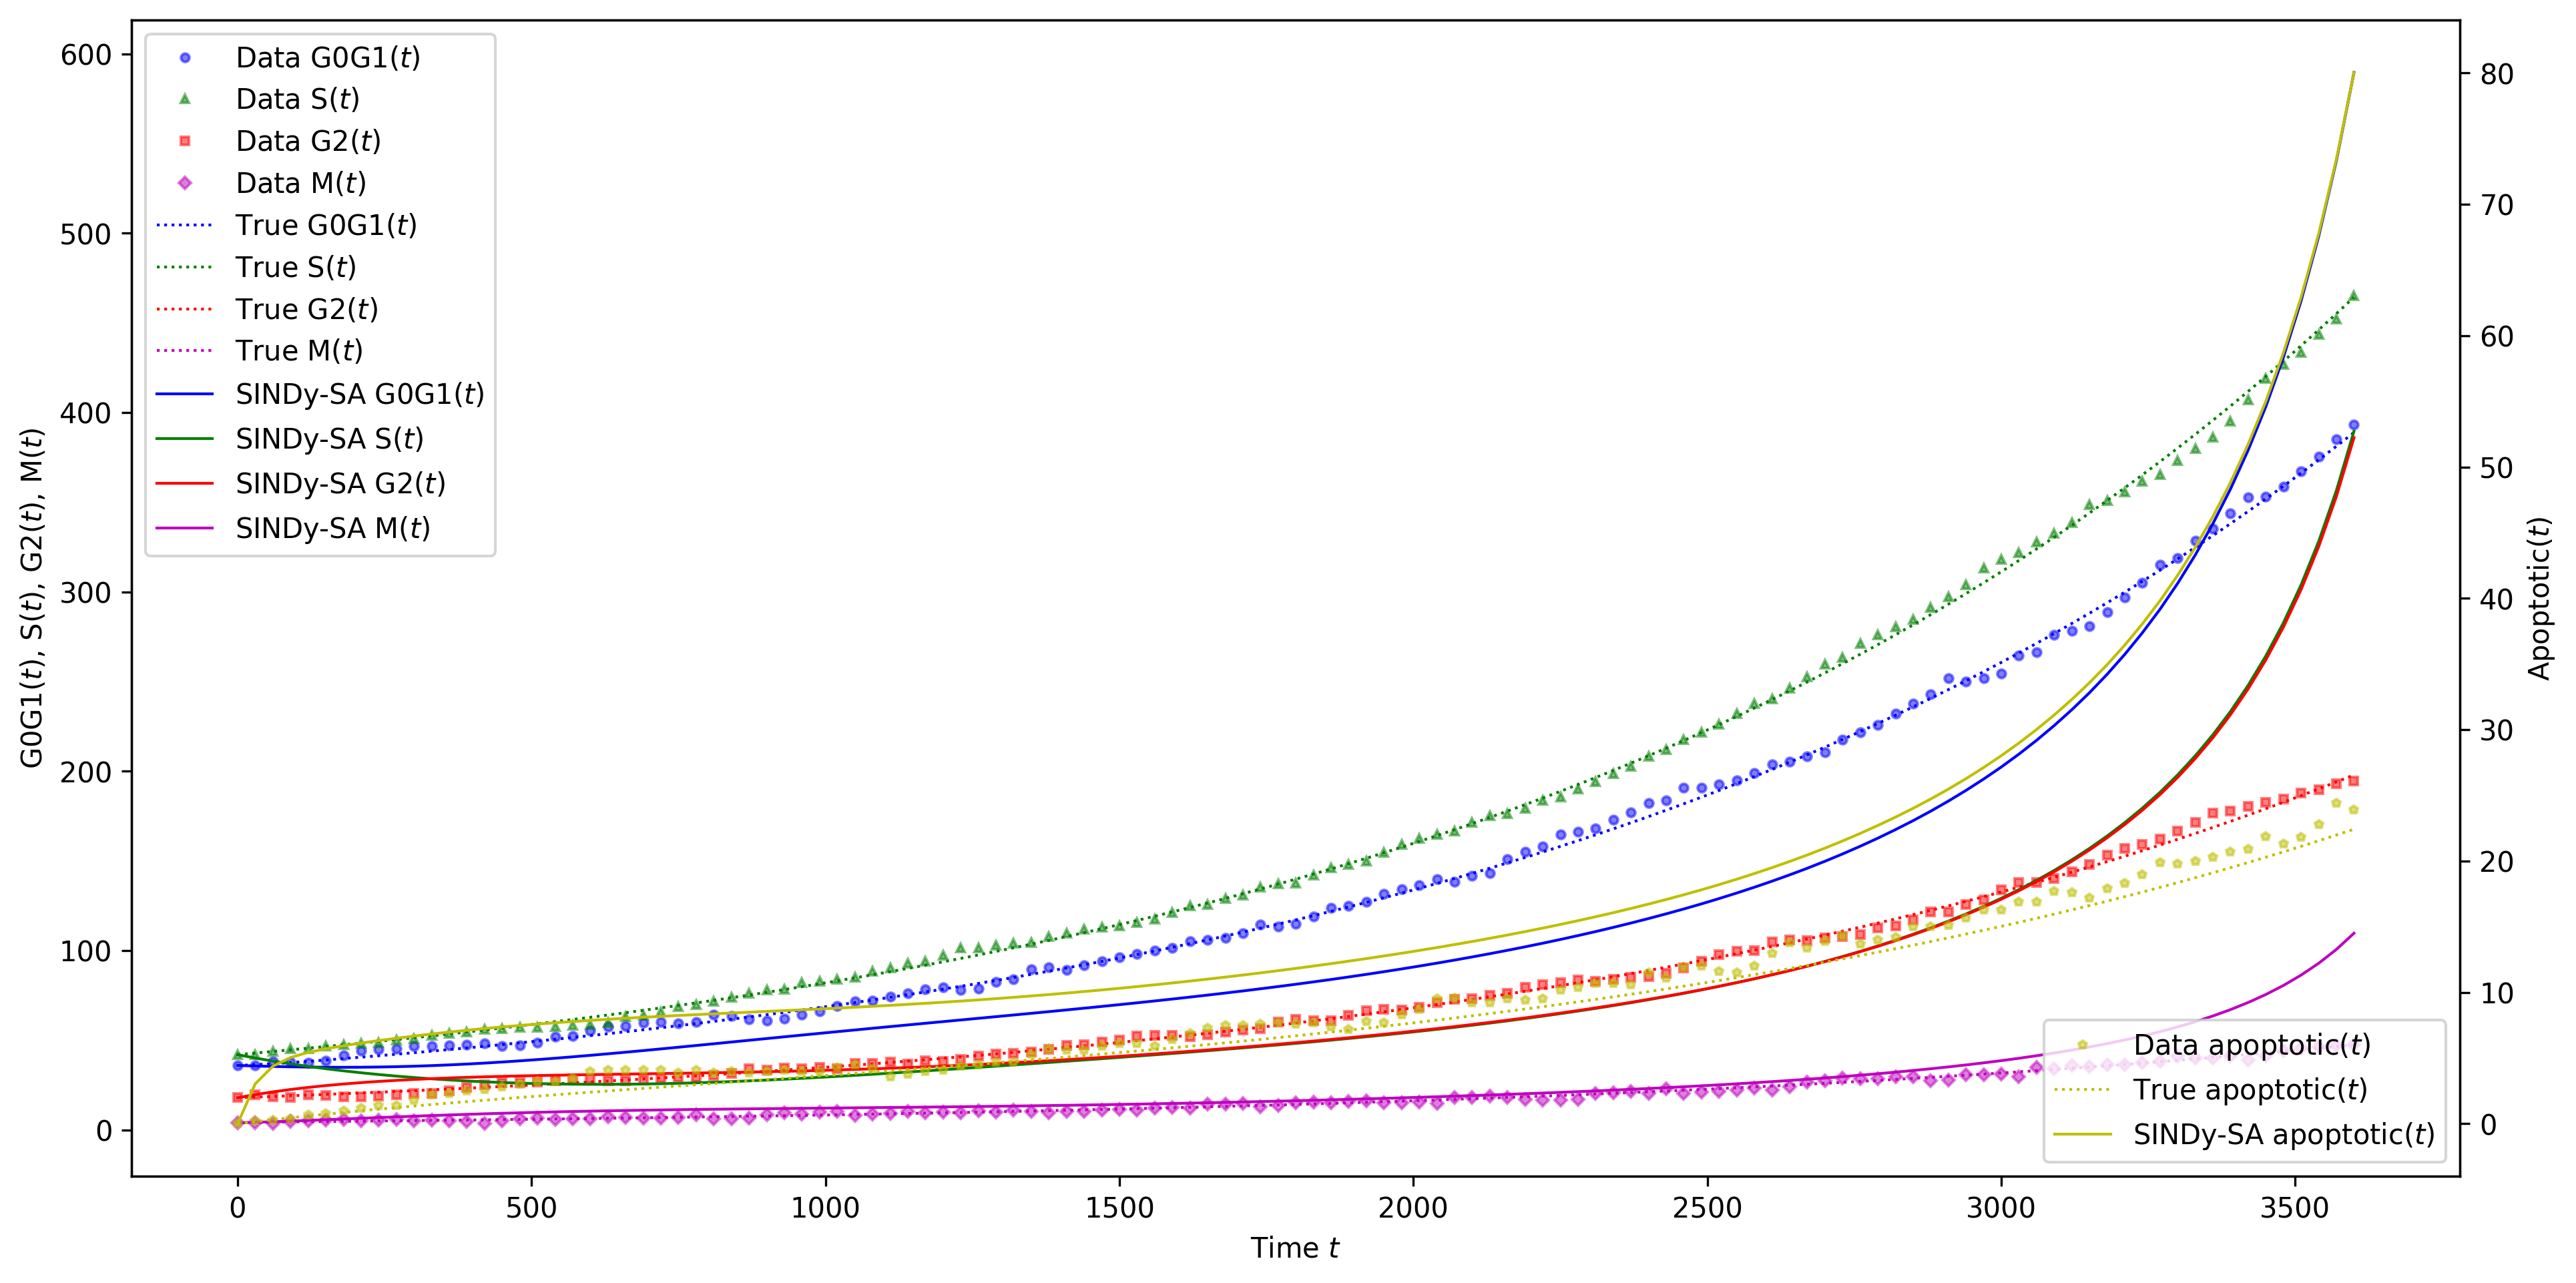 600
500
400
300
200
100
0
G0G1(t), S(t), G2(t), M(t)
Data G0G1(t)
Data S(t)
Data G2(t)
Data M(t)
True G0G1(t)
True S(t)
True G2(t)
True M(t)
SINDy-SA G0G1(t)
SINDy-SA S(t)
SINDy-SA G2(t)
SINDy-SA M(t)
80
70
60
50
40
30
20
10
0
Apoptotic(t)
Data apoptotic(t)
True apoptotic(t)
SINDy-SA apoptotic(t)
0 500 1000 1500 2000 2500 3000 3500
Time t